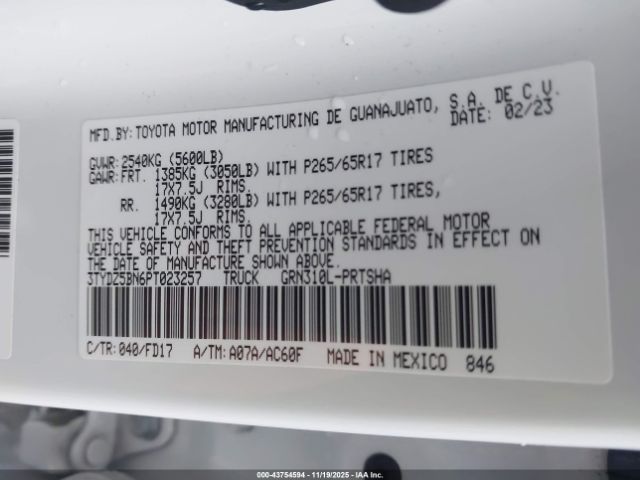 MFD.BY:TOYOTA MOTOR MANUFACTURING DE GUANAJUATO, S.A. DE C.V.
DATE: 02/23
GVWR:2540KG (5600LB)
GAWR:FRT. 1385KG (3050LB) WITH P265/65R17 TIRES
17X7.5J RIMS,
RR. 1490KG (3280LB) WITH P265/65R17 TIRES,
17X7.5J RIMS.
THIS VEHICLE CONFORMS TO ALL APPLICABLE FEDERAL MOTOR
VEHICLE SAFETY AND THEFT PREVENTION STANDARDS IN EFFECT ON
THE DATE OF MANUFACTURE SHOWN ABOVE.
3TYDZ5BN6PT023257 TRUCK GRN310L-PRTSHA
C/TR:040/FD17 A/TM:A07A/AC60F MADE IN MEXICO 846
000-43754594 - 11/19/2025 - IAAI.COM